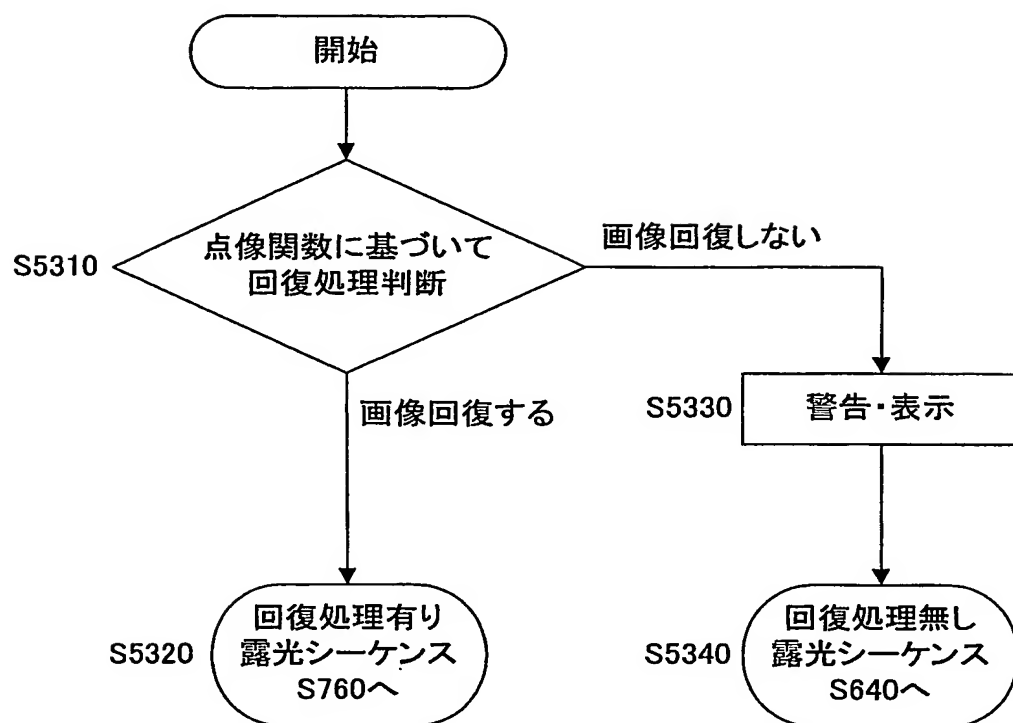 開始
点像関数に基づいて
回復処理判断
S5310
画像回復しない
画像回復する
S5330
警告・表示
S5320
回復処理有り
露光シーケンス
S760へ
S5340
回復処理無し
露光シーケンス
S640へ